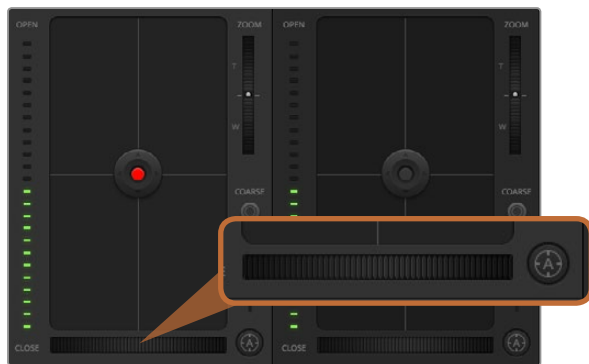 OPEN ZOOM OPEN ZOOM
T T
W W
COARSE COARSE
A
CLOSE A CLOSE A